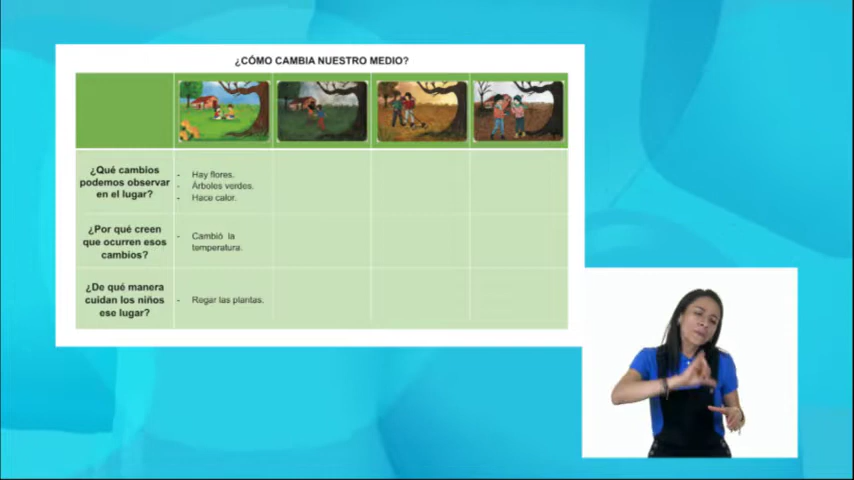 ¿CÓMO CAMBIA NUESTRO MEDIO?
¿Qué cambios
podemos observar
en el lugar?
- Hay flores.
- Árboles verdes.
- Hace calor.
¿Por qué creen
que ocurren esos
cambios?
- Cambió la
temperatura.
¿De qué manera
cuidan los niños
ese lugar?
- Regar las plantas.